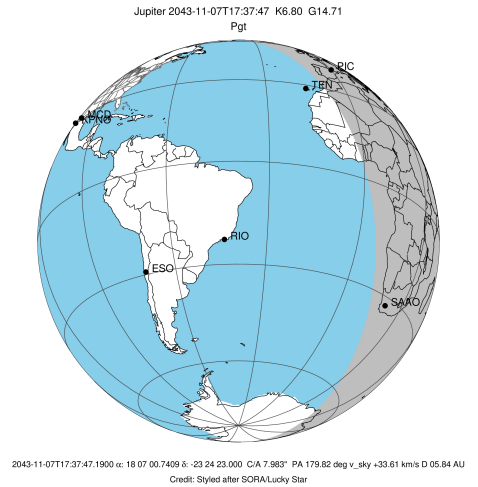 Jupiter 2043-11-07T17:37:47 K6.80 G14.71
Pgt
PIC
TEN
MCD
KPNO
RIO
ESO
SAAO
2043-11-07T17:37:47.1900 α: 18 07 00.7409 δ: -23 24 23.000 C/A 7.983" PA 179.82 deg v_sky +33.61 km/s D 05.84 AU
Credit: Styled after SORA/Lucky Star